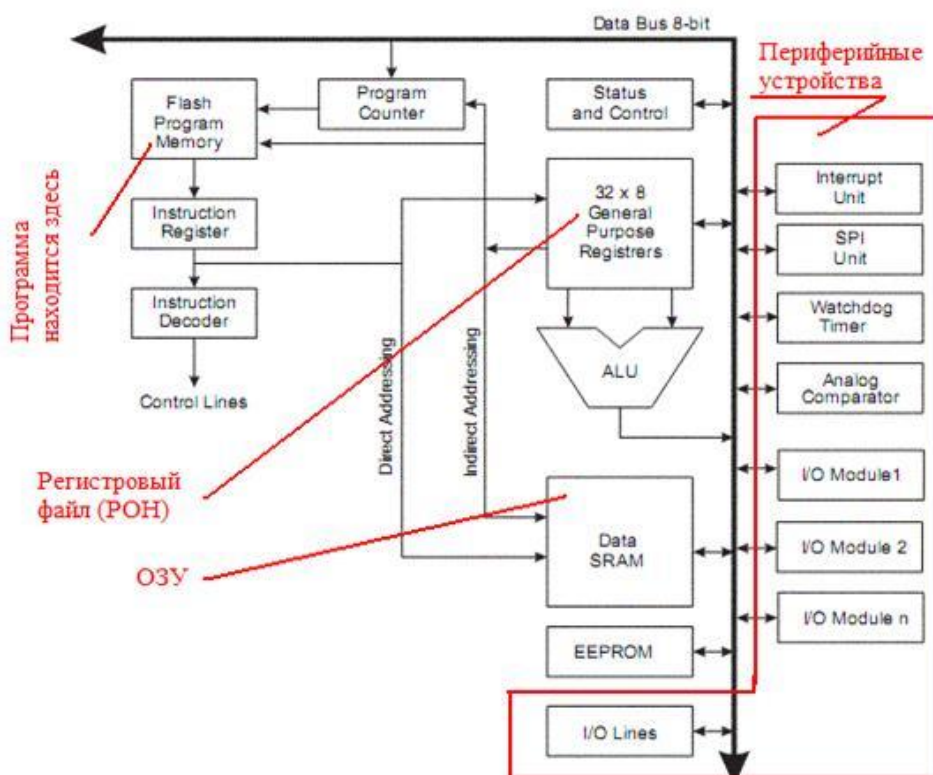 Data Bus 8-bit
Периферийные
устройства
Flash
Program
Memory
Program
Counter
Status
and Control
Interrupt
Unit
32 x 8
General
Purpose
Registrers
Instruction
Register
SPI
Unit
Программа
находится здесь
Instruction
Decoder
Watchdog
Timer
ALU
Analog
Comparator
Control Lines
Direct Addressing
Indirect Addressing
Регистровый
файл (РОН)
I/O Module1
Data
SRAM
I/O Module 2
ОЗУ
I/O Module n
EEPROM
I/O Lines